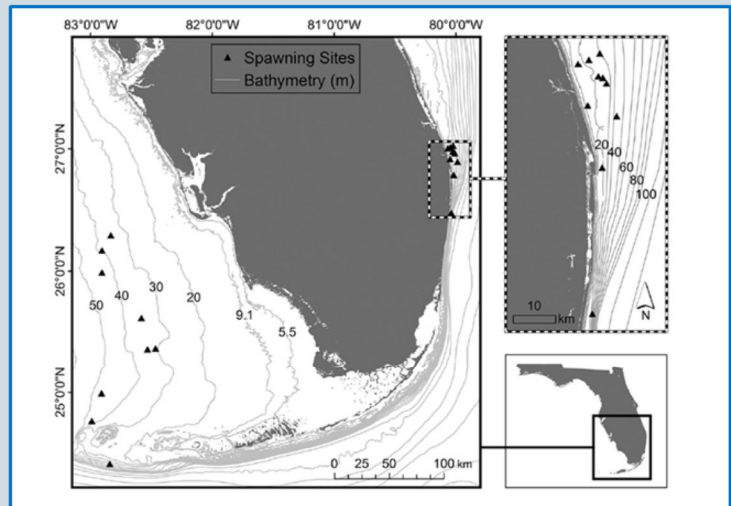 83°0'0"W 82°0'0"W 81°0'0"W 80°0'0"W
▲ Spawning Sites
Bathymetry (m)
27°0'0"N
26°0'0"N
25°0'0"N
50
40
30
20
9.1
5.5
0 25 50 100 km
20
40
60
80
100
10
km
N